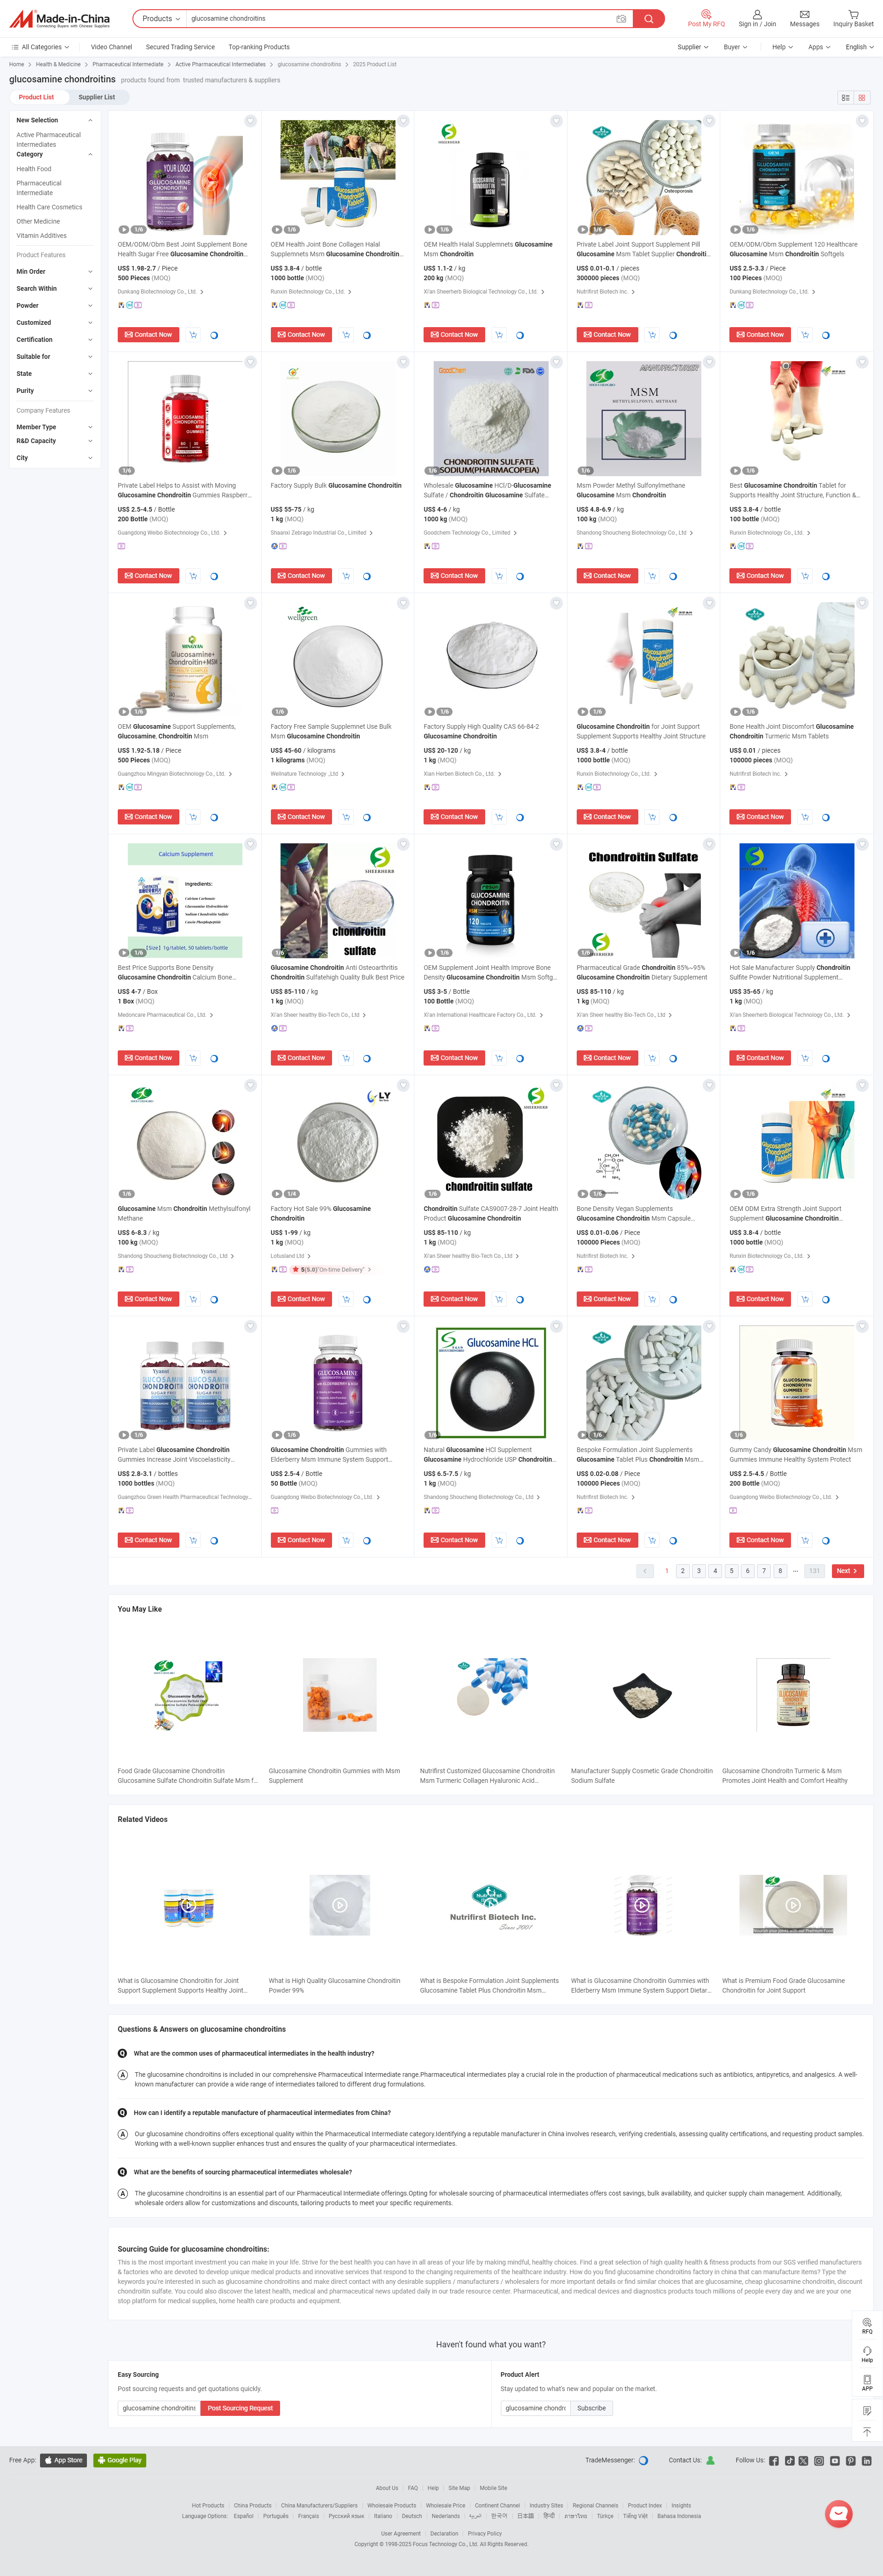 Made-in-China
Connecting Buyers with Chinese Suppliers
Products
glucosamine chondroitins
Post My RFQ
Sign in / Join
Messages
Inquiry Basket
All Categories
Video Channel
Secured Trading Service
Top-ranking Products
Supplier
Buyer
Help
Apps
English
Home > Health & Medicine > Pharmaceutical Intermediate > Active Pharmaceutical Intermediates > glucosamine chondroitins > 2025 Product List
glucosamine chondroitins products found from trusted manufacturers & suppliers
Product List
Supplier List
New Selection
Active Pharmaceutical
Intermediates
Category
Health Food
Pharmaceutical
Intermediate
Health Care Cosmetics
Other Medicine
Vitamin Additives
Product Features
Min Order
Search Within
Powder
Customized
Certification
Suitable for
State
Purity
Company Features
Member Type
R&D Capacity
City
OEM/ODM/Obm Best Joint Supplement Bone
Health Sugar Free Glucosamine Chondroitin...
US$ 1.98-2.7 / Piece
500 Pieces (MOQ)
Dunkang Biotechnology Co., Ltd.
Contact Now
OEM Health Joint Bone Collagen Halal
Supplemnets Msm Glucosamine Chondroitin...
US$ 3.8-4 / bottle
1000 bottle (MOQ)
Runxin Biotechnology Co., Ltd.
Contact Now
OEM Health Halal Supplemnets Glucosamine
Msm Chondroitin
US$ 1.1-2 / kg
200 kg (MOQ)
Xi'an Sheerherb Biological Technology Co., Ltd.
Contact Now
Private Label Joint Support Supplement Pill
Glucosamine Msm Tablet Supplier Chondroiti...
US$ 0.01-0.1 / pieces
300000 pieces (MOQ)
Nutrifirst Biotech Inc.
Contact Now
OEM/ODM/Obm Supplement 120 Healthcare
Glucosamine Msm Chondroitin Softgels
US$ 2.5-3.3 / Piece
100 Pieces (MOQ)
Dunkang Biotechnology Co., Ltd.
Contact Now
Private Label Helps to Assist with Moving
Glucosamine Chondroitin Gummies Raspberr...
US$ 2.5-4.5 / Bottle
200 Bottle (MOQ)
Guangdong Weibo Biotechnology Co., Ltd.
Contact Now
Factory Supply Bulk Glucosamine Chondroitin
US$ 55-75 / kg
1 kg (MOQ)
Shaanxi Zebrago Industrial Co., Limited
Contact Now
GoodChem
CHONDROITIN SULFATE
SODIUM(PHARMACOPEIA)
Wholesale Glucosamine HCl/D-Glucosamine
Sulfate / Chondroitin Glucosamine Sulfate...
US$ 4-6 / kg
1000 kg (MOQ)
Goodchem Technology Co., Limited
Contact Now
MANUFACTURER
MSM
METHYLSULFONYL METHANE
Msm Powder Methyl Sulfonylmethane
Glucosamine Msm Chondroitin
US$ 4.8-6.9 / kg
100 kg (MOQ)
Shandong Shoucheng Biotechnology Co., Ltd
Contact Now
Best Glucosamine Chondroitin Tablet for
Supports Healthy Joint Structure, Function &...
US$ 3.8-4 / bottle
100 bottle (MOQ)
Runxin Biotechnology Co., Ltd.
Contact Now
OEM Glucosamine Support Supplements,
Glucosamine, Chondroitin Msm
US$ 1.92-5.18 / Piece
500 Pieces (MOQ)
Guangzhou Mingyan Biotechnology Co., Ltd.
Contact Now
wellgreen
Factory Free Sample Supplemnet Use Bulk
Msm Glucosamine Chondroitin
US$ 45-60 / kilograms
1 kilograms (MOQ)
Wellnature Technology .,Ltd
Contact Now
Factory Supply High Quality CAS 66-84-2
Glucosamine Chondroitin
US$ 20-120 / kg
1 kg (MOQ)
Xian Herben Biotech Co., Ltd.
Contact Now
Glucosamine Chondroitin for Joint Support
Supplement Supports Healthy Joint Structure
US$ 3.8-4 / bottle
1000 bottle (MOQ)
Runxin Biotechnology Co., Ltd.
Contact Now
Bone Health Joint Discomfort Glucosamine
Chondroitin Turmeric Msm Tablets
US$ 0.01 / pieces
100000 pieces (MOQ)
Nutrifirst Biotech Inc.
Contact Now
Calcium Supplement
Ingredients:
Calcium Carbonate
Glucosamine Hydrochloride
Sodium Chondroitin Sulfate
Casein Phosphopeptide
【Size】1g/tablet, 50 tablets/bottle
Best Price Supports Bone Density
Glucosamine Chondroitin Calcium Bone...
US$ 4-7 / Box
1 Box (MOQ)
Medoncare Pharmaceutical Co., Ltd.
Contact Now
SHEERHERB
chondroitin
sulfate
Glucosamine Chondroitin Anti Osteoarthritis
Chondroitin Sulfatehigh Quality Bulk Best Price
US$ 85-110 / kg
1 kg (MOQ)
Xi'an Sheer healthy Bio-Tech Co., Ltd
Contact Now
OEM Supplement Joint Health Improve Bone
Density Glucosamine Chondroitin Msm Softg...
US$ 3-5 / Bottle
100 Bottle (MOQ)
Xi'an International Healthcare Factory Co., Ltd.
Contact Now
Chondroitin Sulfate
SHEERHERB
Pharmaceutical Grade Chondroitin 85%~95%
Glucosamine Chondroitin Dietary Supplement
US$ 85-110 / kg
1 kg (MOQ)
Xi'an Sheer healthy Bio-Tech Co., Ltd
Contact Now
SHEERHERB
Hot Sale Manufacturer Supply Chondroitin
Sulfite Powder Nutritional Supplement...
US$ 35-65 / kg
1 kg (MOQ)
Xi'an Sheerherb Biological Technology Co., Ltd.
Contact Now
Glucosamine Msm Chondroitin Methylsulfonyl
Methane
US$ 6-8.3 / kg
100 kg (MOQ)
Shandong Shoucheng Biotechnology Co., Ltd
Contact Now
LY
Factory Hot Sale 99% Glucosamine
Chondroitin
US$ 1-99 / kg
1 kg (MOQ)
Lotusland Ltd
5(5.0)"On-time Delivery"
Contact Now
SHEERHERB
chondroitin sulfate
Chondroitin Sulfate CAS9007-28-7 Joint Health
Product Glucosamine Chondroitin
US$ 85-110 / kg
1 kg (MOQ)
Xi'an Sheer healthy Bio-Tech Co., Ltd
Contact Now
Bone Density Vegan Supplements
Glucosamine Chondroitin Msm Capsule...
US$ 0.01-0.06 / Piece
100000 Pieces (MOQ)
Nutrifirst Biotech Inc.
Contact Now
OEM ODM Extra Strength Joint Support
Supplement Glucosamine Chondroitin...
US$ 3.8-4 / bottle
1000 bottle (MOQ)
Runxin Biotechnology Co., Ltd.
Contact Now
Private Label Glucosamine Chondroitin
Gummies Increase Joint Viscoelasticity...
US$ 2.8-3.1 / bottles
1000 bottles (MOQ)
Guangzhou Green Health Pharmaceutical Technology...
Contact Now
Glucosamine Chondroitin Gummies with
Elderberry Msm Immune System Support...
US$ 2.5-4 / Bottle
50 Bottle (MOQ)
Guangdong Weibo Biotechnology Co., Ltd.
Contact Now
Glucosamine HCL
Natural Glucosamine HCl Supplement
Glucosamine Hydrochloride USP Chondroitin...
US$ 6.5-7.5 / kg
1 kg (MOQ)
Shandong Shoucheng Biotechnology Co., Ltd
Contact Now
Bespoke Formulation Joint Supplements
Glucosamine Tablet Plus Chondroitin Msm...
US$ 0.02-0.08 / Piece
100000 Pieces (MOQ)
Nutrifirst Biotech Inc.
Contact Now
Gummy Candy Glucosamine Chondroitin Msm
Gummies Immune Healthy System Protect
US$ 2.5-4.5 / Bottle
200 Bottle (MOQ)
Guangdong Weibo Biotechnology Co., Ltd.
Contact Now
1 2 3 4 5 6 7 8 ... 131 Next
You May Like
Food Grade Glucosamine Chondroitin
Glucosamine Sulfate Chondroitin Sulfate Msm f...
Glucosamine Chondroitin Gummies with Msm
Supplement
Nutrifirst Customized Glucosamine Chondroitin
Msm Turmeric Collagen Hyaluronic Acid...
Manufacturer Supply Cosmetic Grade Chondroitin
Sodium Sulfate
Glucosamine Chondroitn Turmeric & Msm
Promotes Joint Health and Comfort Healthy
Related Videos
Nutrifirst Biotech Inc.
Since 2001
What is Glucosamine Chondroitin for Joint
Support Supplement Supports Healthy Joint...
What is High Quality Glucosamine Chondroitin
Powder 99%
What is Bespoke Formulation Joint Supplements
Glucosamine Tablet Plus Chondroitin Msm...
What is Glucosamine Chondroitin Gummies with
Elderberry Msm Immune System Support Dietar...
What is Premium Food Grade Glucosamine
Chondroitin for Joint Support
Questions & Answers on glucosamine chondroitins
Q What are the common uses of pharmaceutical intermediates in the health industry?
A The glucosamine chondroitins is included in our comprehensive Pharmaceutical Intermediate range.Pharmaceutical intermediates play a crucial role in the production of pharmaceutical medications such as antibiotics, antipyretics, and analgesics. A well-
known manufacturer can provide a wide range of intermediates tailored to different drug formulations.
Q How can I identify a reputable manufacture of pharmaceutical intermediates from China?
A Our glucosamine chondroitins offers exceptional quality within the Pharmaceutical Intermediate category.Identifying a reputable manufacturer in China involves research, verifying credentials, assessing quality certifications, and requesting product samples.
Working with a well-known supplier enhances trust and ensures the quality of your pharmaceutical intermediates.
Q What are the benefits of sourcing pharmaceutical intermediates wholesale?
A The glucosamine chondroitins is an essential part of our Pharmaceutical Intermediate offerings.Opting for wholesale sourcing of pharmaceutical intermediates offers cost savings, bulk availability, and quicker supply chain management. Additionally,
wholesale orders allow for customizations and discounts, tailoring products to meet your specific requirements.
Sourcing Guide for glucosamine chondroitins:
This is the most important investment you can make in your life. Strive for the best health you can have in all areas of your life by making mindful, healthy choices. Find a great selection of high quality health & fitness products from our SGS verified manufacturers
& factories who are devoted to develop unique medical products and innovative services that respond to the changing requirements of the healthcare industry. How do you find glucosamine chondroitins factory in china that can manufacture items? Type the
keywords you're interested in such as glucosamine chondroitins and make direct contact with any desirable suppliers / manufacturers / wholesalers for more important details or find similar choices that are glucosamine, cheap glucosamine chondroitin, discount
chondroitin sulfate. You could also discover the latest health, medical and pharmaceutical news updated daily in our trade resource center. Pharmaceutical, and medical devices and diagnostics products touch millions of people every day and we are your one stop
platform for medical supplies, home health care products and equipment.
Haven't found what you want?
Easy Sourcing
Post sourcing requests and get quotations quickly.
glucosamine chondroitins
Post Sourcing Request
Product Alert
Stay updated to what's new and popular on the market.
Subscribe
RFQ
Help
APP
Free App:
App Store
Google Play
TradeMessenger:
Contact Us:
Follow Us:
About Us
FAQ
Help
Site Map
Mobile Site
Hot Products
China Products
China Manufacturers/Suppliers
Wholesale Products
Wholesale Price
Continent Channel
Industry Sites
Regional Channels
Product Index
Insights
Language Options:
Español
Português
Français
Русский язык
Italiano
Deutsch
Nederlands
العربية
한국어
日本語
हिन्दी
ภาษาไทย
Türkçe
Tiếng Việt
Bahasa Indonesia
User Agreement
Declaration
Privacy Policy
Copyright © 1998-2025 Focus Technology Co., Ltd. All Rights Reserved.